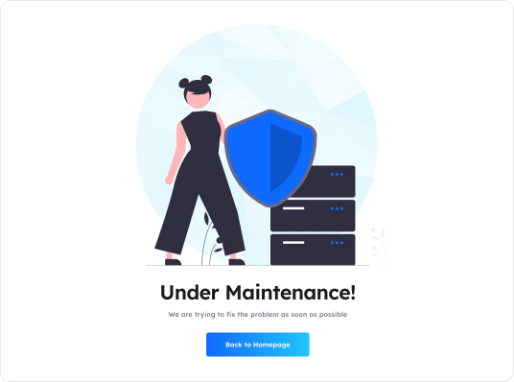 Under Maintenance!
We are trying to fix the problem as soon as possible
Back to Homepage